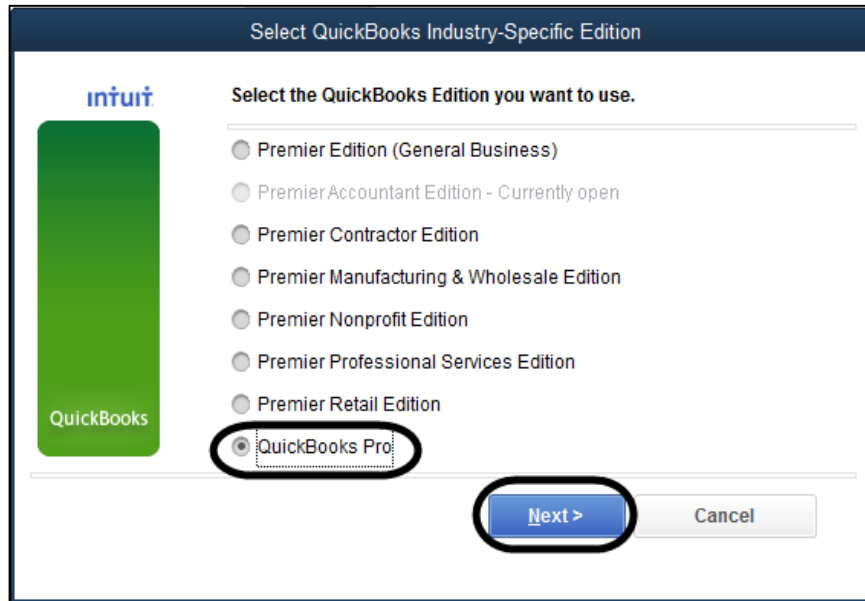 Select QuickBooks Industry-Specific Edition
intuit
Select the QuickBooks Edition you want to use.
Premier Edition (General Business)
Premier Accountant Edition - Currently open
Premier Contractor Edition
Premier Manufacturing & Wholesale Edition
Premier Nonprofit Edition
Premier Professional Services Edition
Premier Retail Edition
QuickBooks
QuickBooks Pro
Next >
Cancel